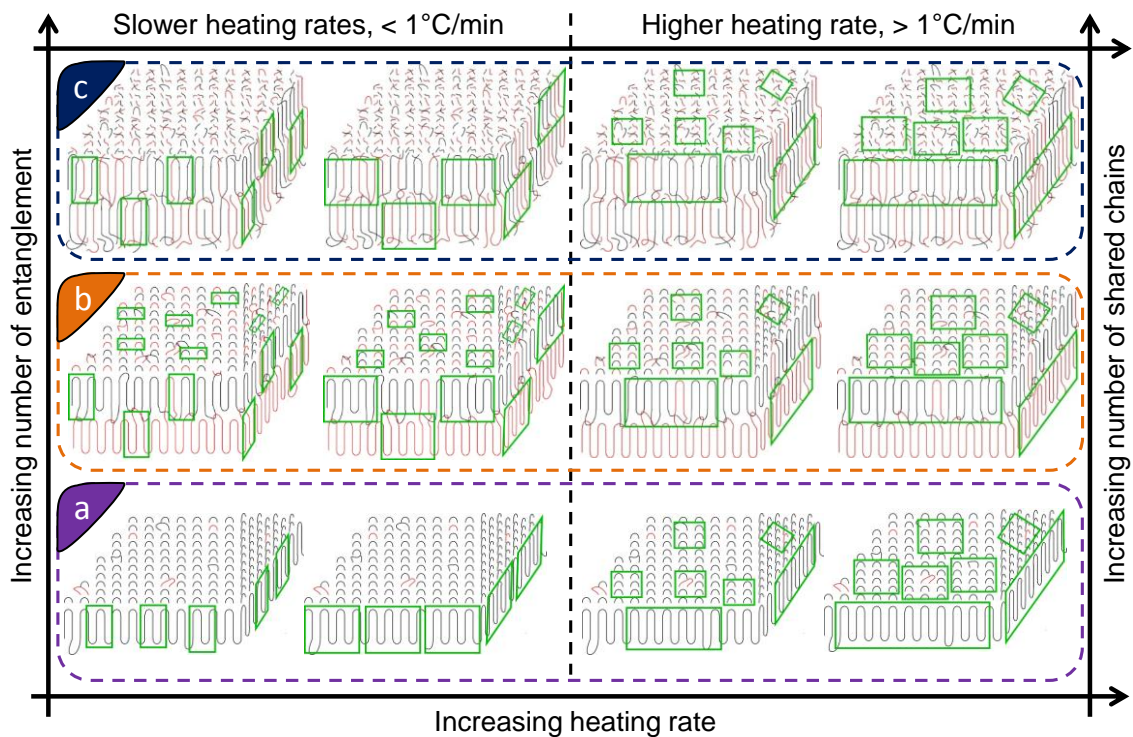 Slower heating rates, < 1°C/min
Higher heating rate, > 1°C/min
c
b
a
Increasing number of entanglement
Increasing number of shared chains
Increasing heating rate